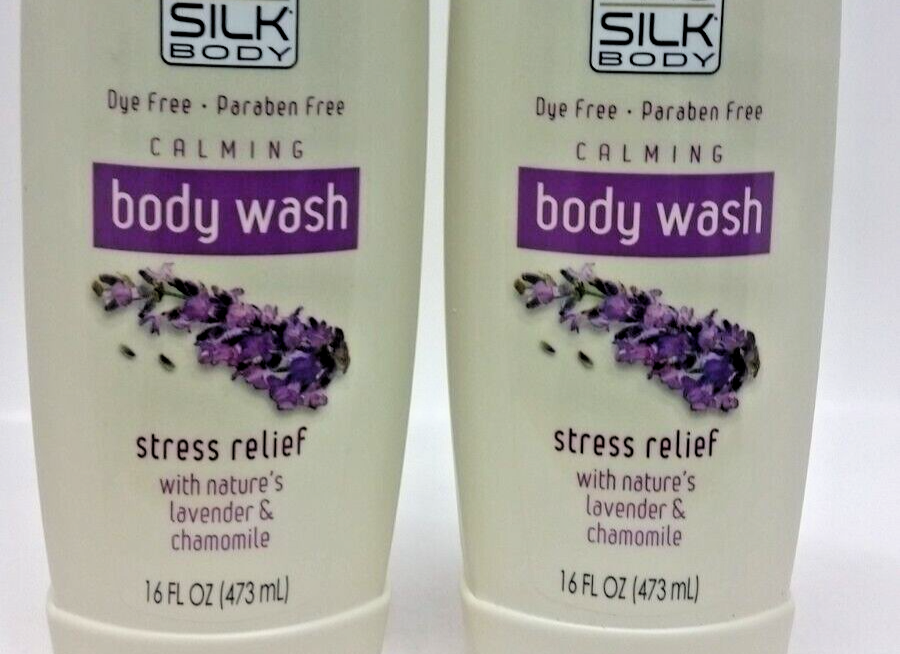 SILK
BODY
Dye Free • Paraben Free
CALMING
body wash
stress relief
with nature's
lavender &
chamomile
16 FL OZ (473 mL)
SILK
BODY
Dye Free • Paraben Free
CALMING
body wash
stress relief
with nature's
lavender &
chamomile
16 FL OZ (473 mL)